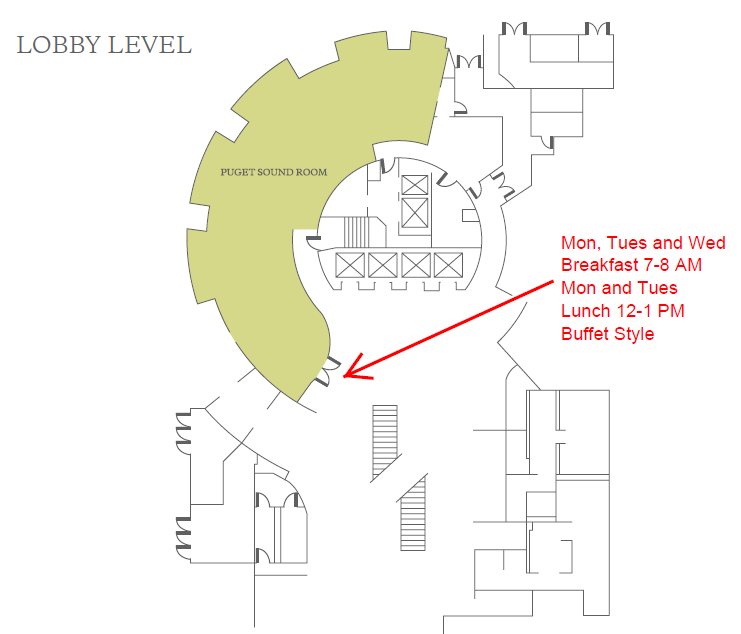 LOBBY LEVEL
PUGET SOUND ROOM
Mon, Tues and Wed
Breakfast 7-8 AM
Mon and Tues
Lunch 12-1 PM
Buffet Style